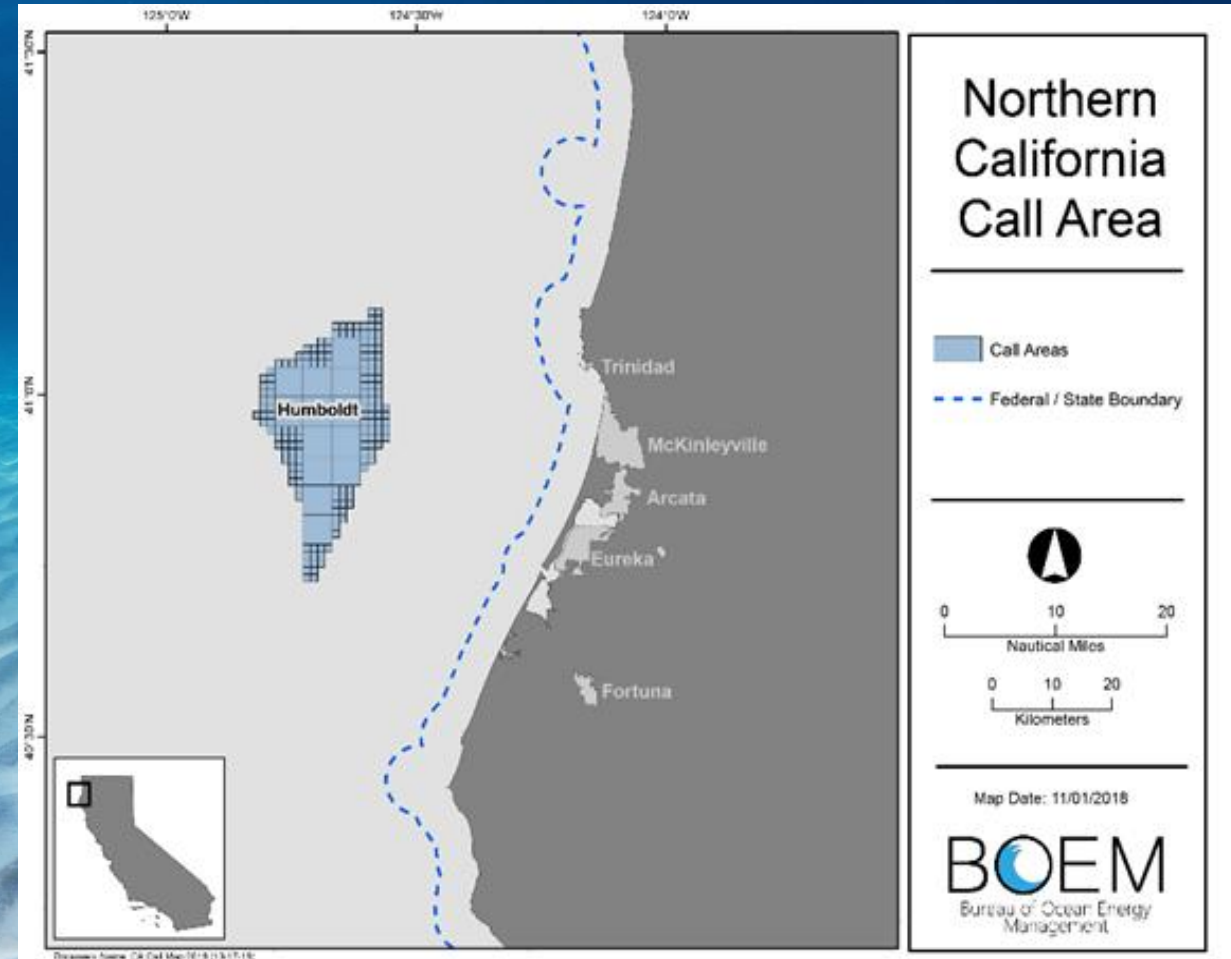 125°0'W 124°30'W 124°0'W
41°30'N
41°0'N
40°30'N
Humboldt
Trinidad
McKinleyville
Arcata
Eureka
Fortuna
Northern
California
Call Area
Call Areas
Federal / State Boundary
0 10 20
Nautical Miles
0 10 20
Kilometers
Map Date: 11/01/2018
BOEM
Bureau of Ocean Energy
Management